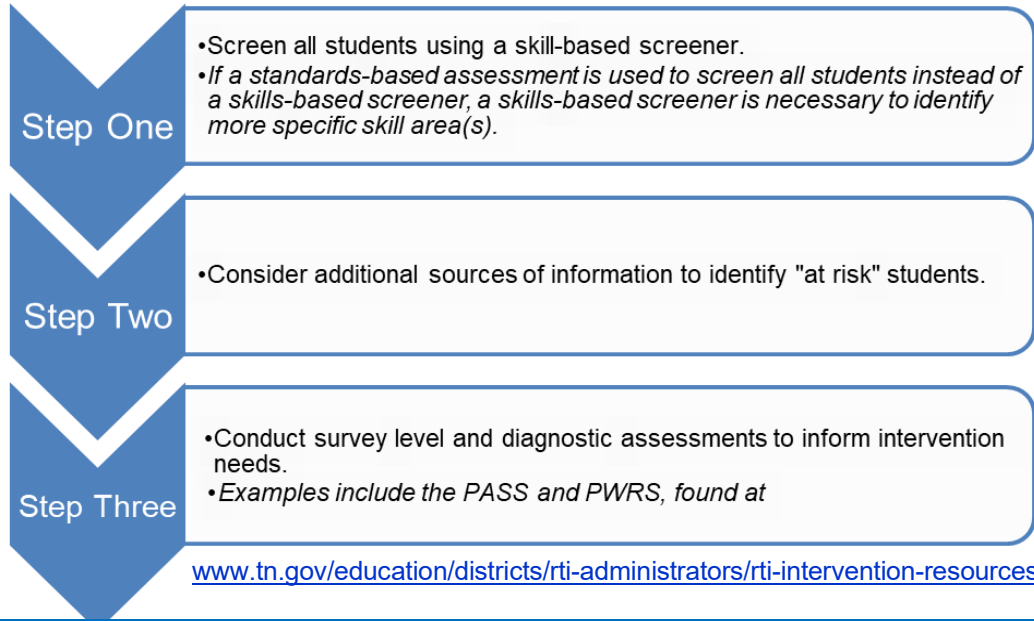 Step One
•Screen all students using a skill-based screener.
•If a standards-based assessment is used to screen all students instead of
a skills-based screener, a skills-based screener is necessary to identify
more specific skill area(s).
Step Two
•Consider additional sources of information to identify "at risk" students.
Step Three
•Conduct survey level and diagnostic assessments to inform intervention
needs.
•Examples include the PASS and PWRS, found at
www.tn.gov/education/districts/rti-administrators/rti-intervention-resources